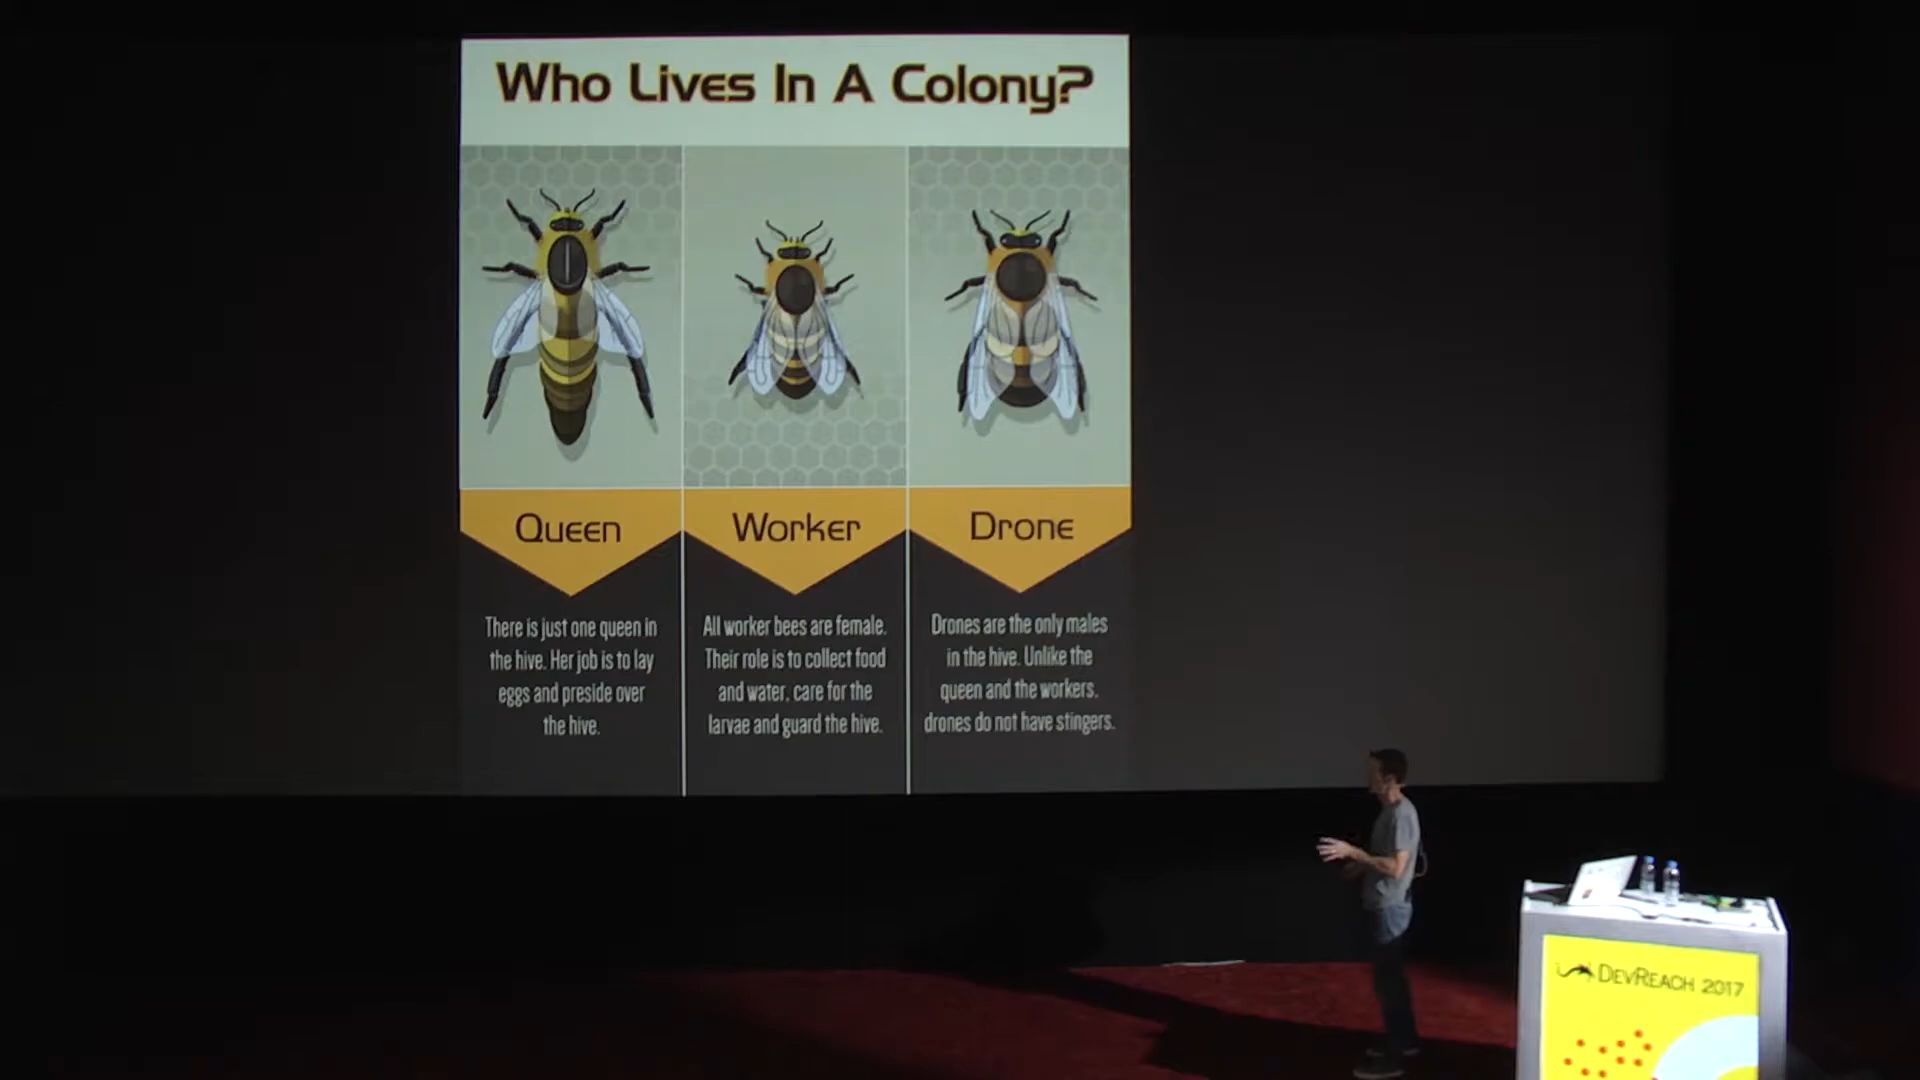 Who Lives In A Colony?
Queen
There is just one queen in
the hive. Her job is to lay
eggs and preside over
the hive.
Worker
All worker bees are female.
Their role is to collect food
and water, care for the
larvae and guard the hive.
Drone
Drones are the only males
in the hive. Unlike the
queen and the workers,
drones do not have stingers.
DEVREACH 2017